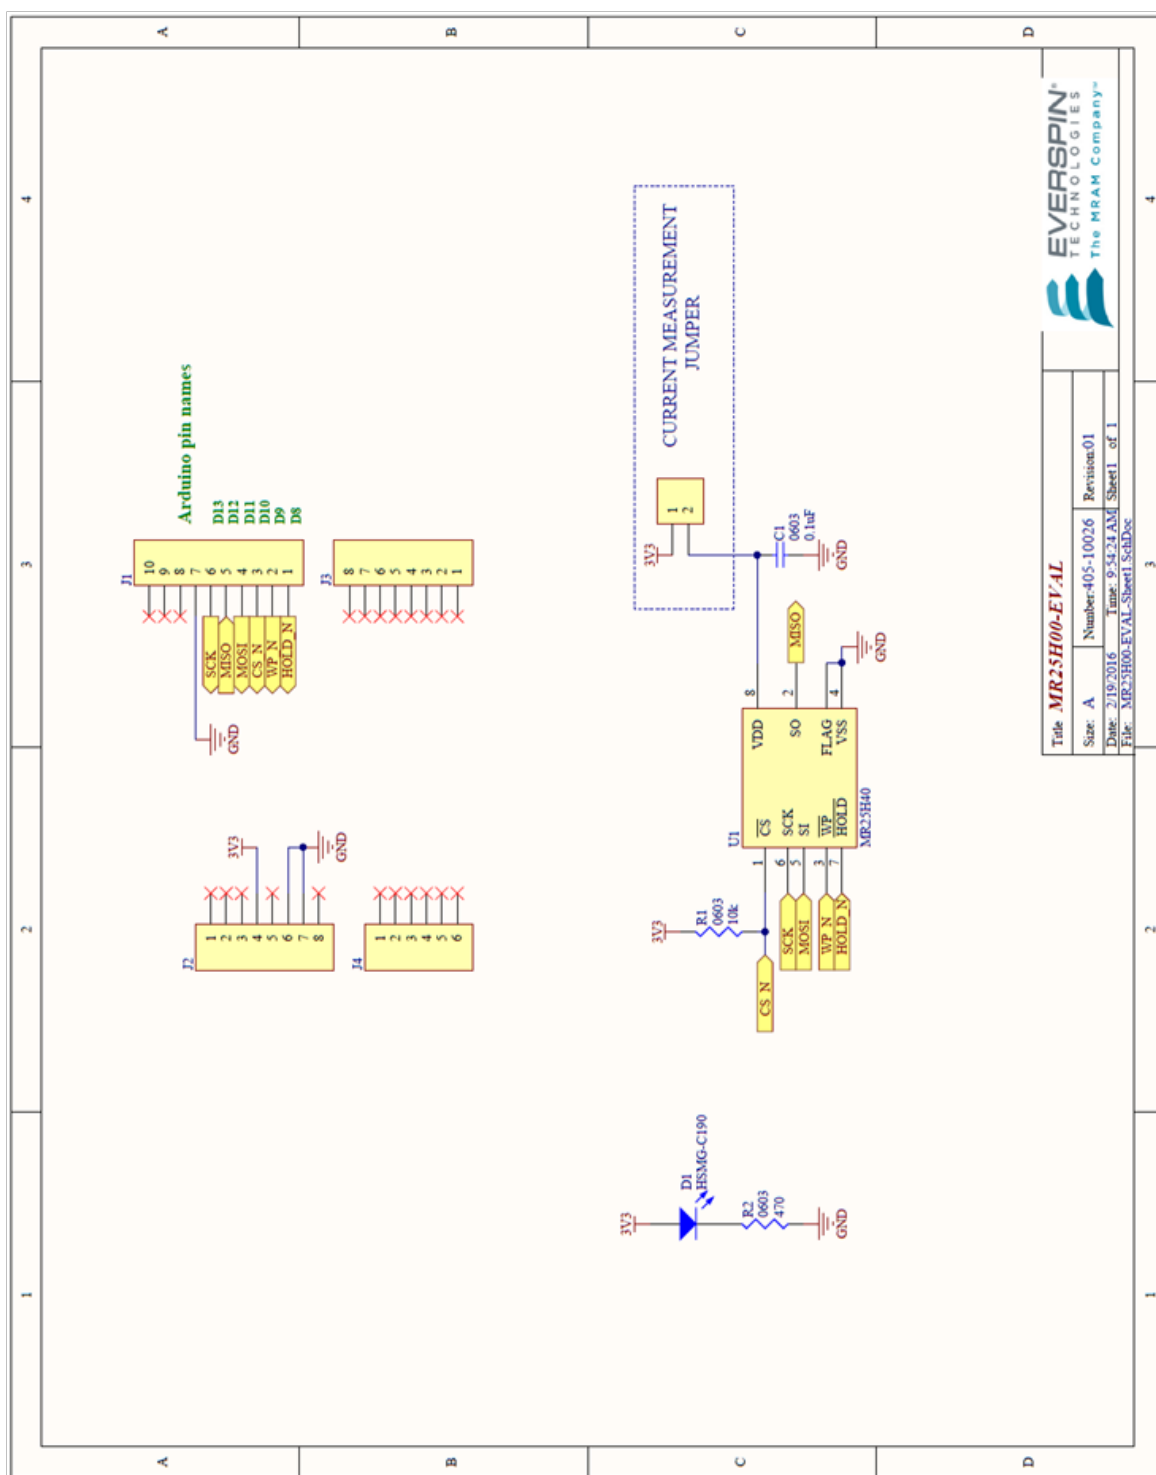 1
2
3
4
A
B
C
D
J2
1
2
3
4
5
6
7
8
3V3
GND
J4
1
2
3
4
5
6
J1
10
9
8
7
6
5
4
3
2
1
GND
SCK
MISO
MOSI
CS_N
WP_N
HOLD_N
Arduino pin names
D13
D12
D11
D10
D9
D8
J3
8
7
6
5
4
3
2
1
3V3
D1
HSMG-C190
R2
0603
470
GND
3V3
R1
0603
10k
CS_N
SCK
MOSI
WP_N
HOLD_N
1
6
5
3
7
U1
CS
SCK
SI
WP
HOLD
VDD
SO
FLAG
VSS
MR25H40
8
2
4
MISO
GND
3V3
1
2
CURRENT MEASUREMENT
JUMPER
C1
0603
0.1uF
GND
Title MR25H00-EVAL
Size: A Number:405-10026 Revision:01
Date: 2/19/2016 Time: 9:54:24 AM Sheet1 of 1
File: MR25H00-EVAL-Sheet1.SchDoc
EVERSPIN®
TECHNOLOGIES
The MRAM Company™
A
B
C
D
1
2
3
4